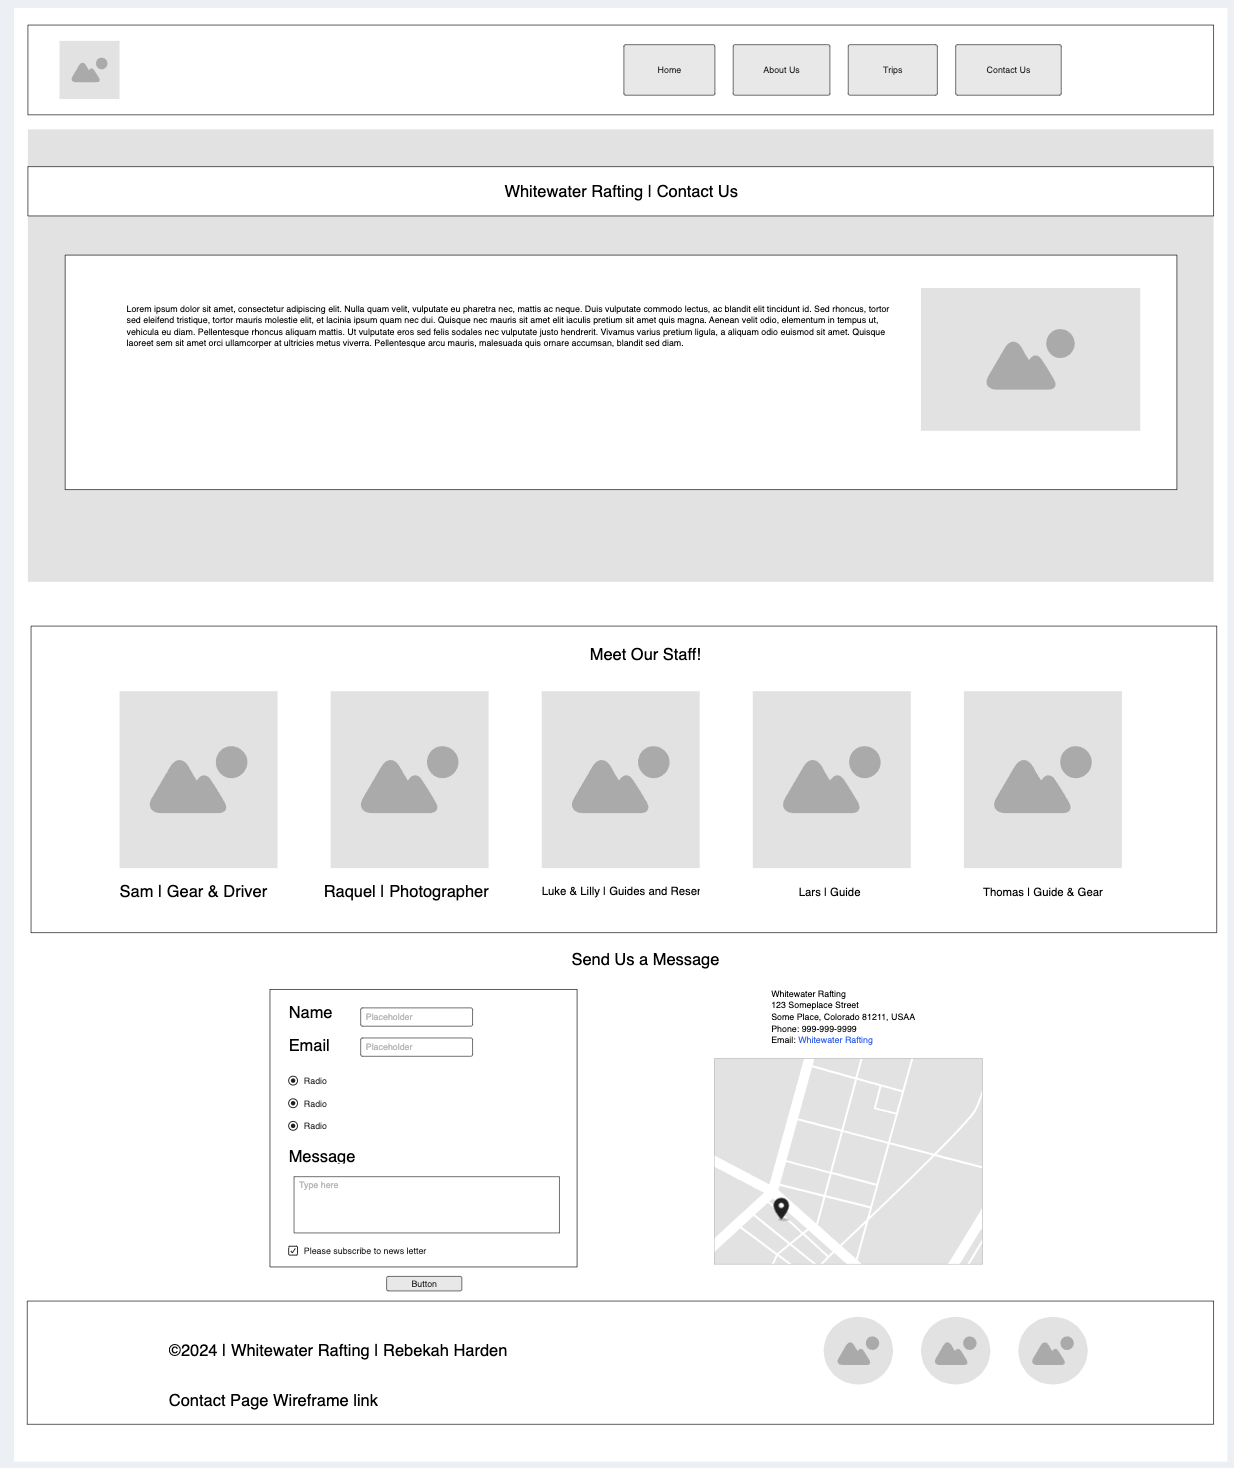 Home
About Us
Trips
Contact Us
Whitewater Rafting | Contact Us
Lorem ipsum dolor sit amet, consectetur adipiscing elit. Nulla quam velit, vulputate eu pharetra nec, mattis ac neque. Duis vulputate commodo lectus, ac blandit elit tincidunt id. Sed rhoncus, tortor
sed eleifend tristique, tortor mauris molestie elit, et lacinia ipsum quam nec dui. Quisque nec mauris sit amet elit iaculis pretium sit amet quis magna. Aenean velit odio, elementum in tempus ut,
vehicula eu diam. Pellentesque rhoncus aliquam mattis. Ut vulputate eros sed felis sodales nec vulputate justo hendrerit. Vivamus varius pretium ligula, a aliquam odio euismod sit amet. Quisque
laoreet sem sit amet orci ullamcorper at ultricies metus viverra. Pellentesque arcu mauris, malesuada quis ornare accumsan, blandit sed diam.
Meet Our Staff!
Sam | Gear & Driver
Raquel | Photographer
Luke & Lilly | Guides and Reser
Lars | Guide
Thomas | Guide & Gear
Send Us a Message
Name
Placeholder
Email
Placeholder
Radio
Radio
Radio
Message
Type here
Please subscribe to news letter
Button
Whitewater Rafting
123 Someplace Street
Some Place, Colorado 81211, USAA
Phone: 999-999-9999
Email: Whitewater Rafting
©2024 | Whitewater Rafting | Rebekah Harden
Contact Page Wireframe link